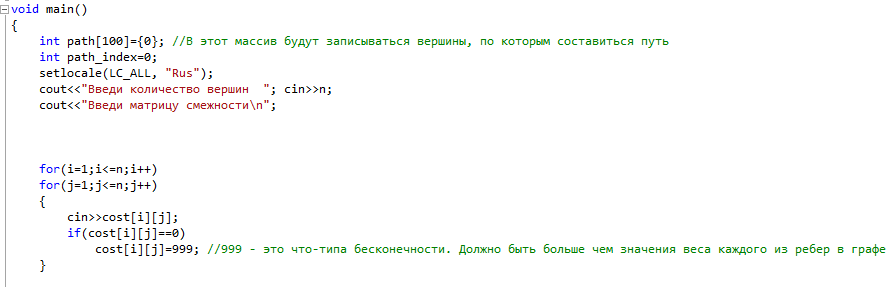 void main()
{
int path[100]={0}; //В этот массив будут записываться вершины, по которым составиться путь
int path_index=0;
setlocale(LC_ALL, "Rus");
cout<<"Введи количество вершин  "; cin>>n;
cout<<"Введи матрицу смежности\n";
for(i=1;i<=n;i++)
for(j=1;j<=n;j++)
{
cin>>cost[i][j];
if(cost[i][j]==0)
cost[i][j]=999; //999 - это что-типа бесконечности. Должно быть больше чем значения веса каждого из ребер в графе
}